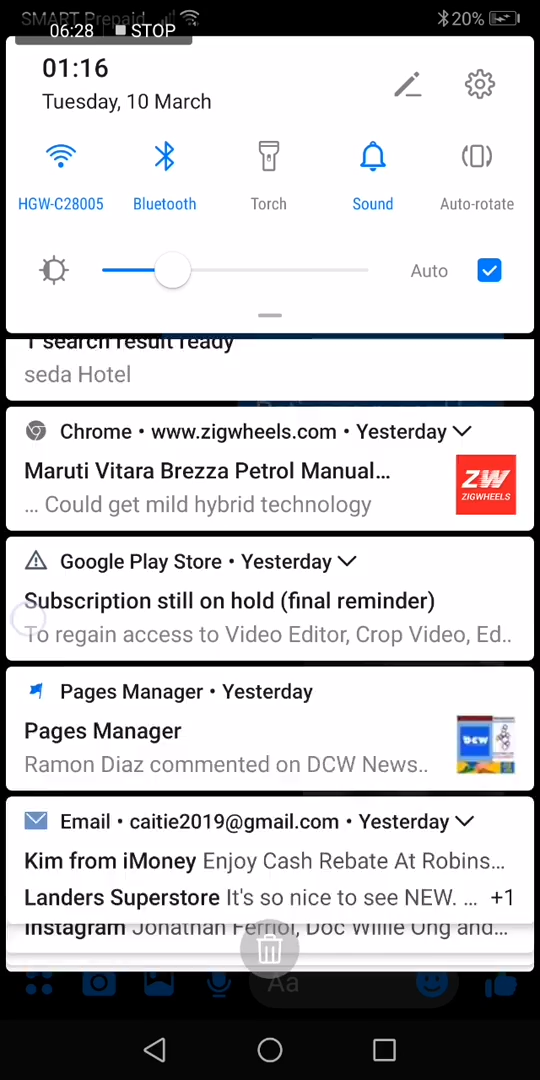 SMART Prepaid
06:28 STOP
20%
01:16
Tuesday, 10 March
HGW-C28005
Bluetooth
Torch
Sound
Auto-rotate
Auto
1 search result ready
seda Hotel
Chrome • www.zigwheels.com • Yesterday
Maruti Vitara Brezza Petrol Manual...
... Could get mild hybrid technology
ZW
ZIGWHEELS
Google Play Store • Yesterday
Subscription still on hold (final reminder)
To regain access to Video Editor, Crop Video, Ed..
Pages Manager • Yesterday
Pages Manager
Ramon Diaz commented on DCW News..
DCW
Email • caitie2019@gmail.com • Yesterday
Kim from iMoney Enjoy Cash Rebate At Robins...
Landers Superstore It's so nice to see NEW. ... +1
Instagram Jonathan Ferriol, Doc Willie Ong and...
Aa